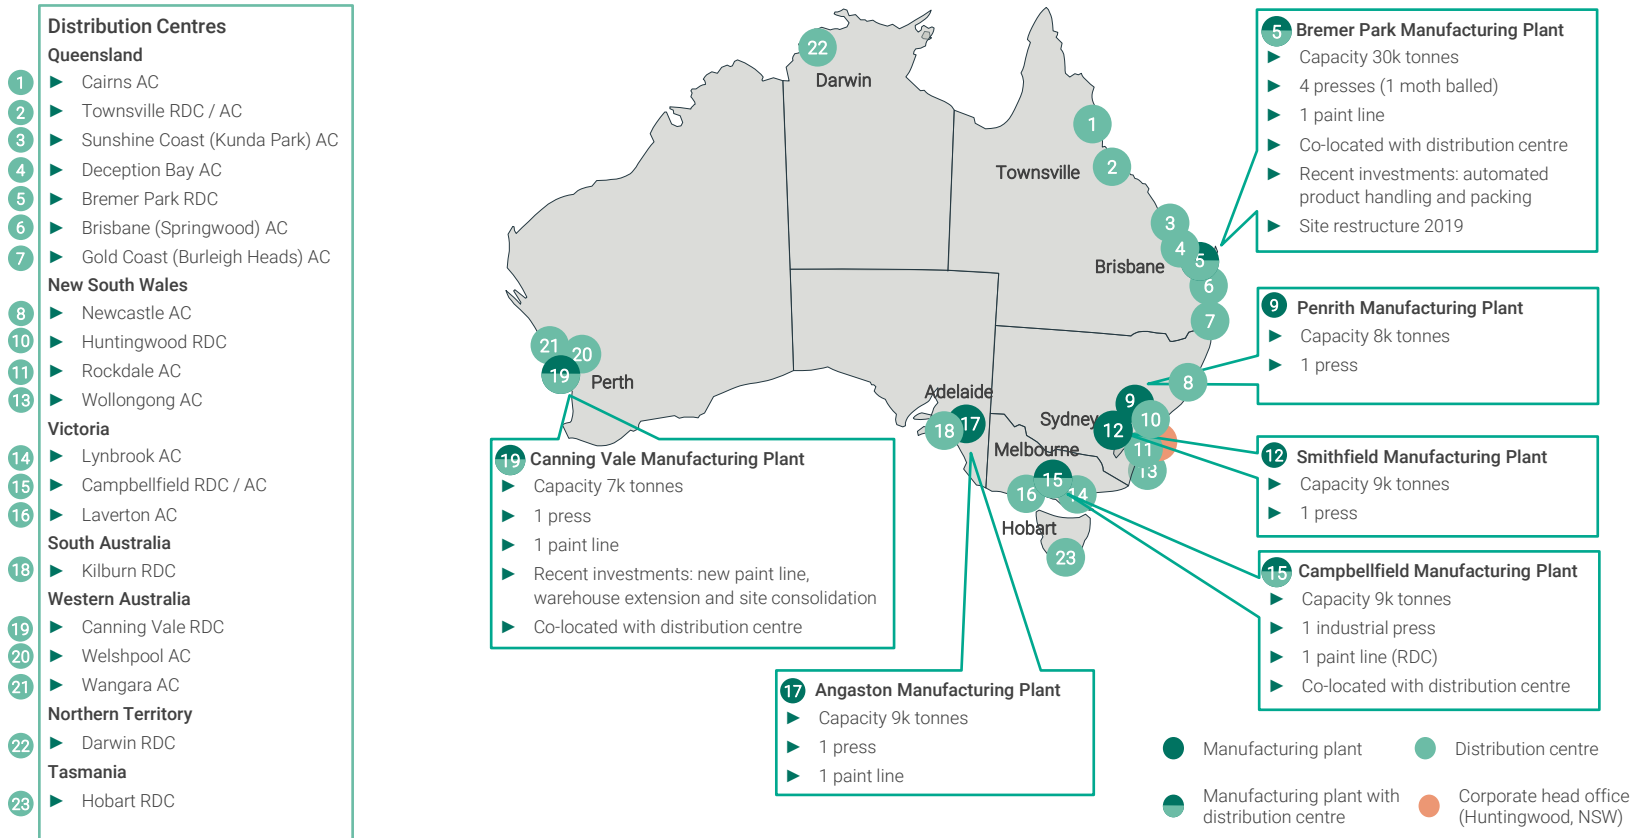 Distribution Centres
Queensland
1 ► Cairns AC
2 ► Townsville RDC / AC
3 ► Sunshine Coast (Kunda Park) AC
4 ► Deception Bay AC
5 ► Bremer Park RDC
6 ► Brisbane (Springwood) AC
7 ► Gold Coast (Burleigh Heads) AC
New South Wales
8 ► Newcastle AC
10 ► Huntingwood RDC
11 ► Rockdale AC
13 ► Wollongong AC
Victoria
14 ► Lynbrook AC
15 ► Campbellfield RDC / AC
16 ► Laverton AC
South Australia
18 ► Kilburn RDC
Western Australia
19 ► Canning Vale RDC
20 ► Welshpool AC
21 ► Wangara AC
Northern Territory
22 ► Darwin RDC
Tasmania
23 ► Hobart RDC
22
Darwin
1
Townsville
2
3
4
Brisbane
5
6
7
21
20
19
Perth
Adelaide
18
17
8
9
Sydney
10
12
11
13
Melbourne
15
16
14
Hobart
23
5 Bremer Park Manufacturing Plant
► Capacity 30k tonnes
► 4 presses (1 moth balled)
► 1 paint line
► Co-located with distribution centre
► Recent investments: automated
product handling and packing
► Site restructure 2019
9 Penrith Manufacturing Plant
► Capacity 8k tonnes
► 1 press
12 Smithfield Manufacturing Plant
► Capacity 9k tonnes
► 1 press
15 Campbellfield Manufacturing Plant
► Capacity 9k tonnes
► 1 industrial press
► 1 paint line (RDC)
► Co-located with distribution centre
19 Canning Vale Manufacturing Plant
► Capacity 7k tonnes
► 1 press
► 1 paint line
► Recent investments: new paint line,
warehouse extension and site consolidation
► Co-located with distribution centre
17 Angaston Manufacturing Plant
► Capacity 9k tonnes
► 1 press
► 1 paint line
Manufacturing plant
Distribution centre
Manufacturing plant with
distribution centre
Corporate head office
(Huntingwood, NSW)